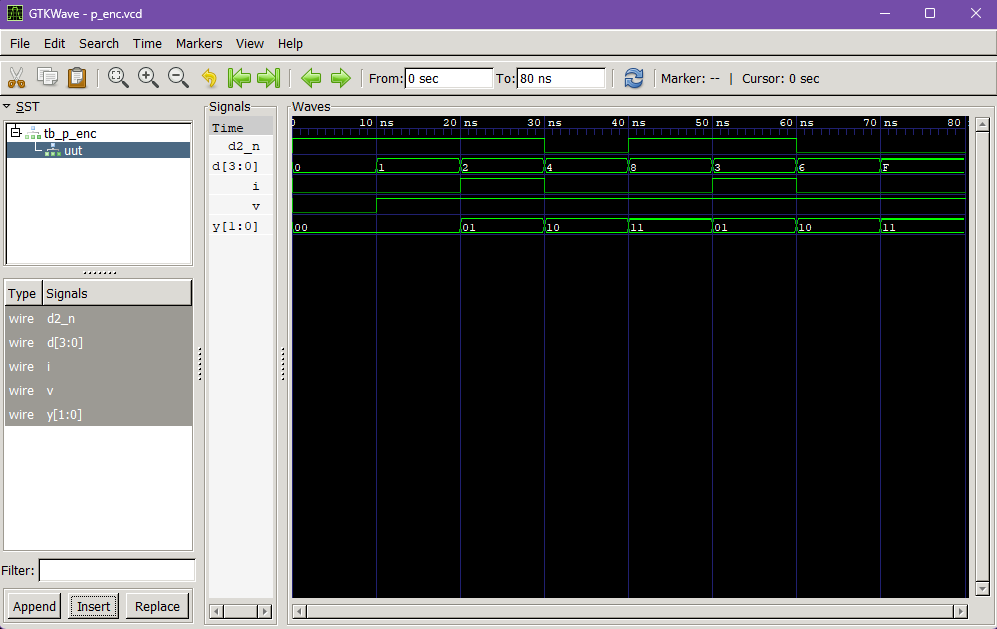 GTKWave - p_enc.vcd
File Edit Search Time Markers View Help
From: 0 sec To: 80 ns Marker: -- | Cursor: 0 sec
SST
tb_p_enc
uut
Type Signals
wire d2_n
wire d[3:0]
wire i
wire v
wire y[1:0]
Filter:
Append Insert Replace
Signals
Time
d2_n
d[3:0]
i
v
y[1:0]
Waves
0 10 ns 20 ns 30 ns 40 ns 50 ns 60 ns 70 ns 80
0 1 2 4 8 3 6 F
00 01 10 11 01 10 11